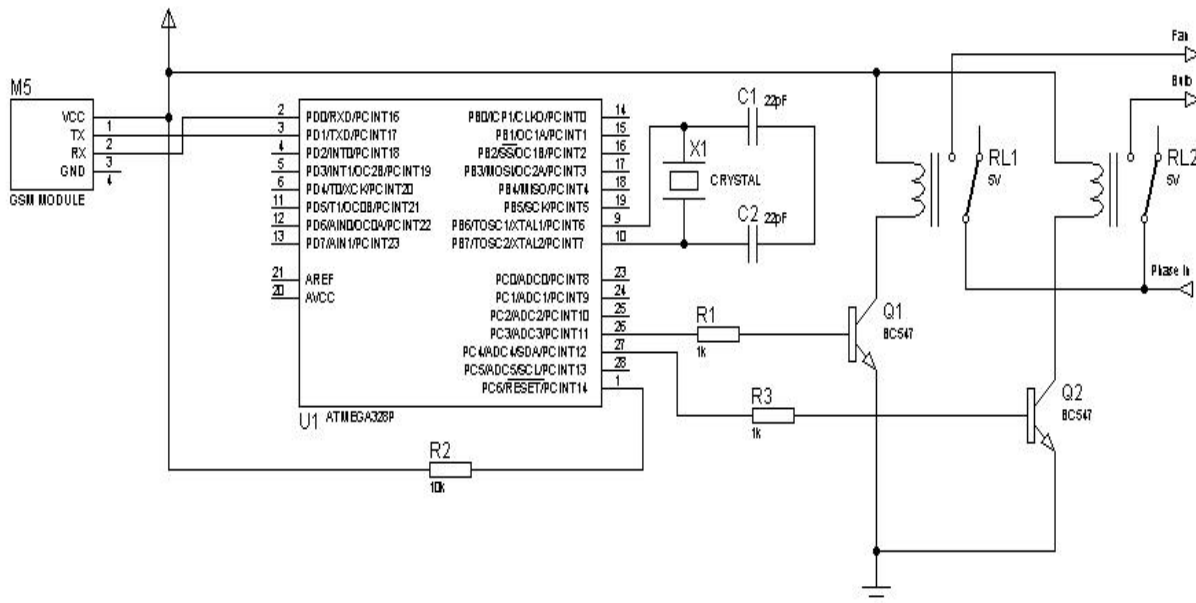 M5
VCC
TX 1
RX 2
GND 3
4
GSM MODULE
2 PD0/RXD/PCINT16
3 PD1/TXD/PCINT17
4 PD2/INT0/PCINT18
5 PD3/INT1/OC2B/PCINT19
6 PD4/T0/XCK/PCINT20
11 PD5/T1/OC0B/PCINT21
12 PD6/AIN0/OC0A/PCINT22
13 PD7/AIN1/PCINT23
21 AREF
20 AVCC
PB0/ICP1/CLKO/PCINT0 14
PB1/OC1A/PCINT1 15
PB2/SS/OC1B/PCINT2 16
PB3/MOSI/OC2A/PCINT3 17
PB4/MISO/PCINT4 18
PB5/SCK/PCINT5 19
PB6/TOSC1/XTAL1/PCINT6 9
PB7/TOSC2/XTAL2/PCINT7 10
PC0/ADC0/PCINT8 23
PC1/ADC1/PCINT9 24
PC2/ADC2/PCINT10 25
PC3/ADC3/PCINT11 26
PC4/ADC4/SDA/PCINT12 27
PC5/ADC5/SCL/PCINT13 28
PC6/RESET/PCINT14 1
U1 ATMEGA328P
C1 22pF
X1
CRYSTAL
C2 22pF
R1
1k
R3
1k
R2
10k
Q1
BC547
Q2
BC547
RL1
5V
RL2
5V
Fan
Bulb
Phase In